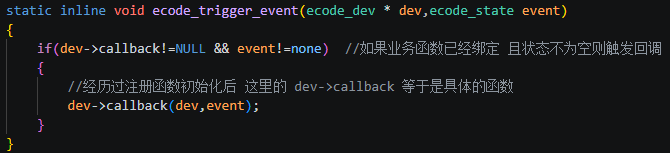 static inline void ecode_trigger_event(ecode_dev * dev,ecode_state event)
{
    if(dev->callback!=NULL && event!=none)  //如果业务函数已经绑定 且状态不为空则触发回调
    {
        //经历过注册函数初始化后 这里的 dev->callback 等于是具体的函数
        dev->callback(dev,event);
    }
}